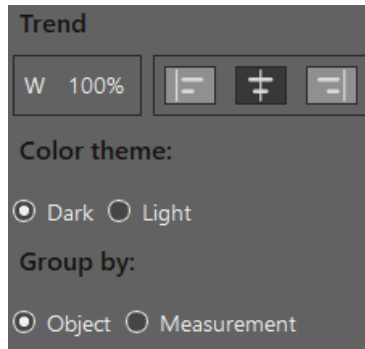 Trend
W 100%
Color theme:
Dark Light
Group by:
Object Measurement